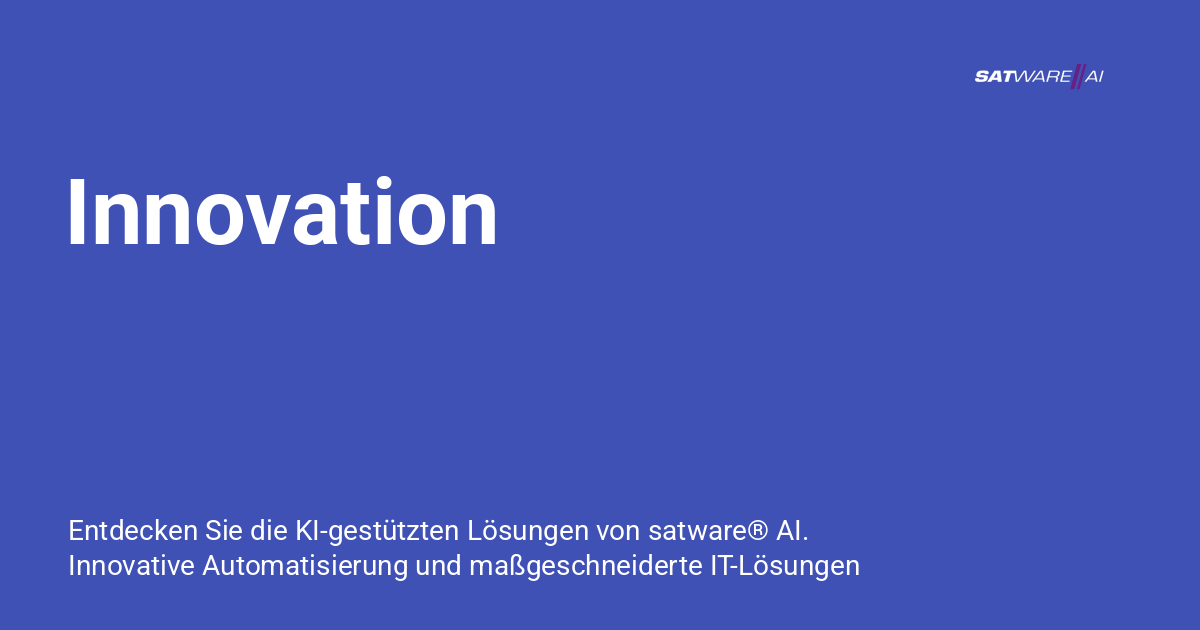 SATWARE//AI
Innovation
Entdecken Sie die KI-gestützten Lösungen von satware® AI.
Innovative Automatisierung und maßgeschneiderte IT-Lösungen